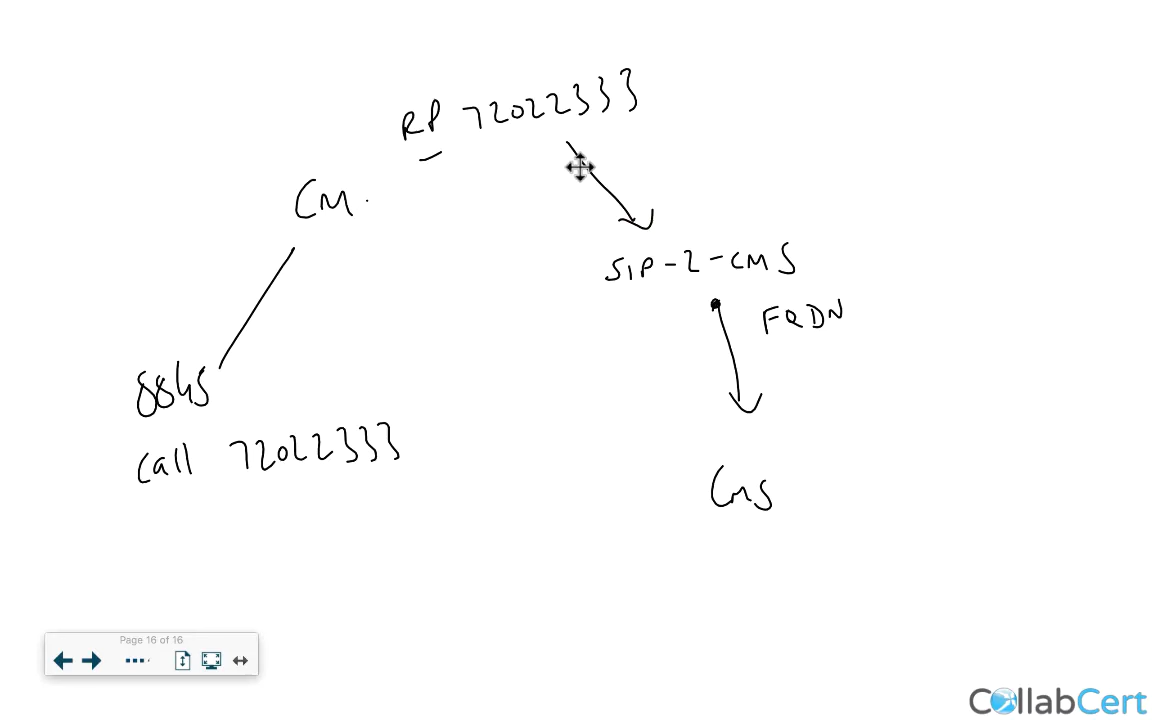 RP 72022333
CM.
SIP-2-CMS
FQDN
8845
call 72022333
CMS
Page 16 of 16
CollabCert